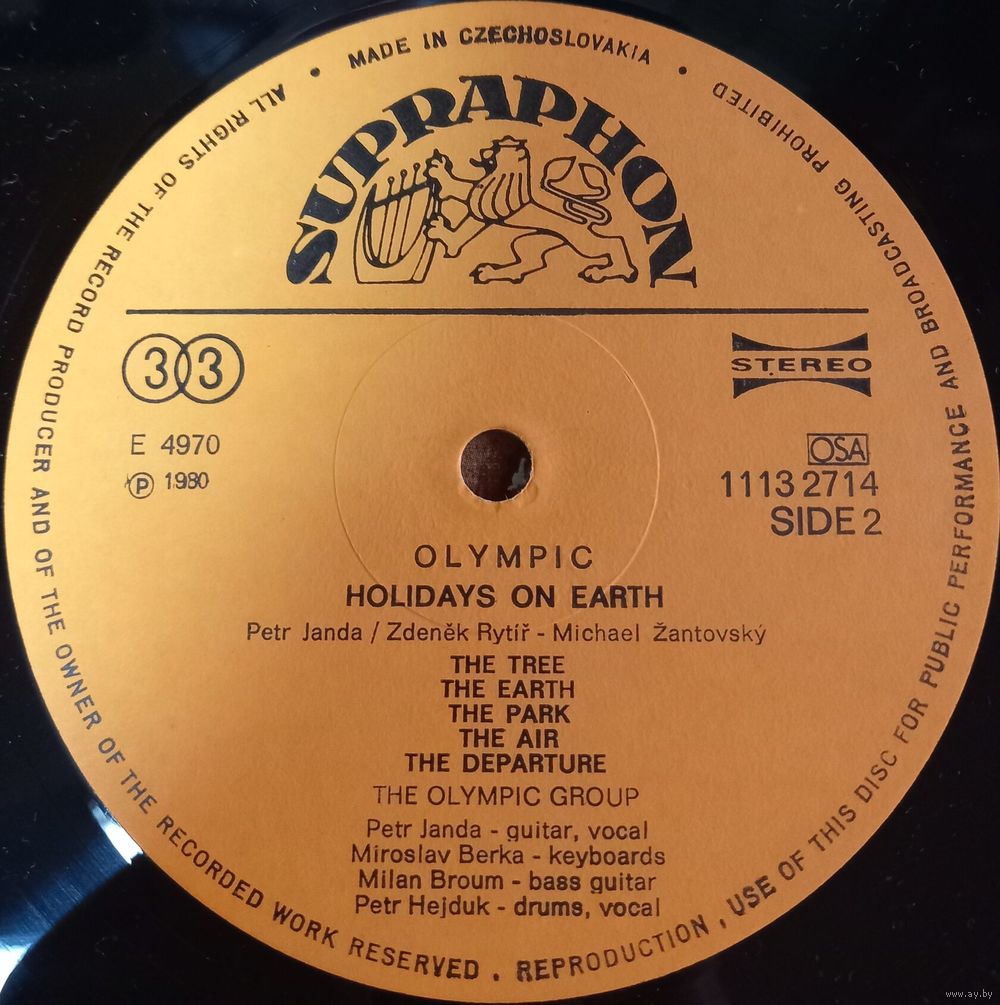 MADE IN CZECHOSLOVAKIA
SUPRAPHON
33
STEREO
E 4970
Ⓟ 1980
OSA
1113 2714
SIDE 2
OLYMPIC
HOLIDAYS ON EARTH
Petr Janda / Zdeněk Rytíř - Michael Žantovský
THE TREE
THE EARTH
THE PARK
THE AIR
THE DEPARTURE
THE OLYMPIC GROUP
Petr Janda - guitar, vocal
Miroslav Berka - keyboards
Milan Broum - bass guitar
Petr Hejduk - drums, vocal
ALL RIGHTS OF THE RECORD PRODUCER AND OF THE OWNER OF THE RECORDED WORK RESERVED . REPRODUCTION , USE OF THIS DISC FOR PUBLIC PERFORMANCE AND BROADCASTING PROHIBITED
www.ay.by